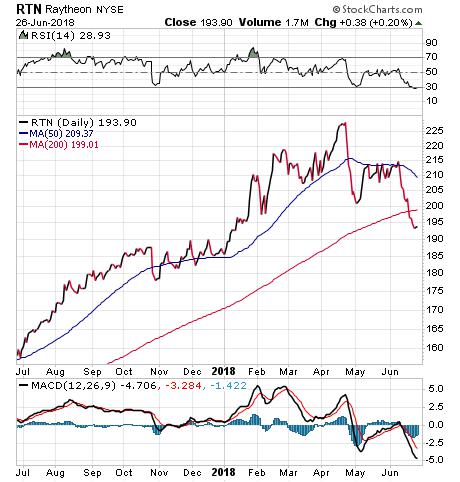 RTN Raytheon NYSE © StockCharts.com
26-Jun-2018 Close 193.90 Volume 1.7M Chg +0.38 (+0.20%)
RSI(14) 28.93
90
70
50
30
10
RTN (Daily) 193.90
MA(50) 209.37
MA(200) 199.01
225
220
215
210
205
200
195
190
185
180
175
170
165
160
Jul Aug Sep Oct Nov Dec 2018 Feb Mar Apr May Jun
MACD(12,26,9) -4.706, -3.284, -1.422
5.0
2.5
0.0
-2.5
-5.0
Jul Aug Sep Oct Nov Dec 2018 Feb Mar Apr May Jun